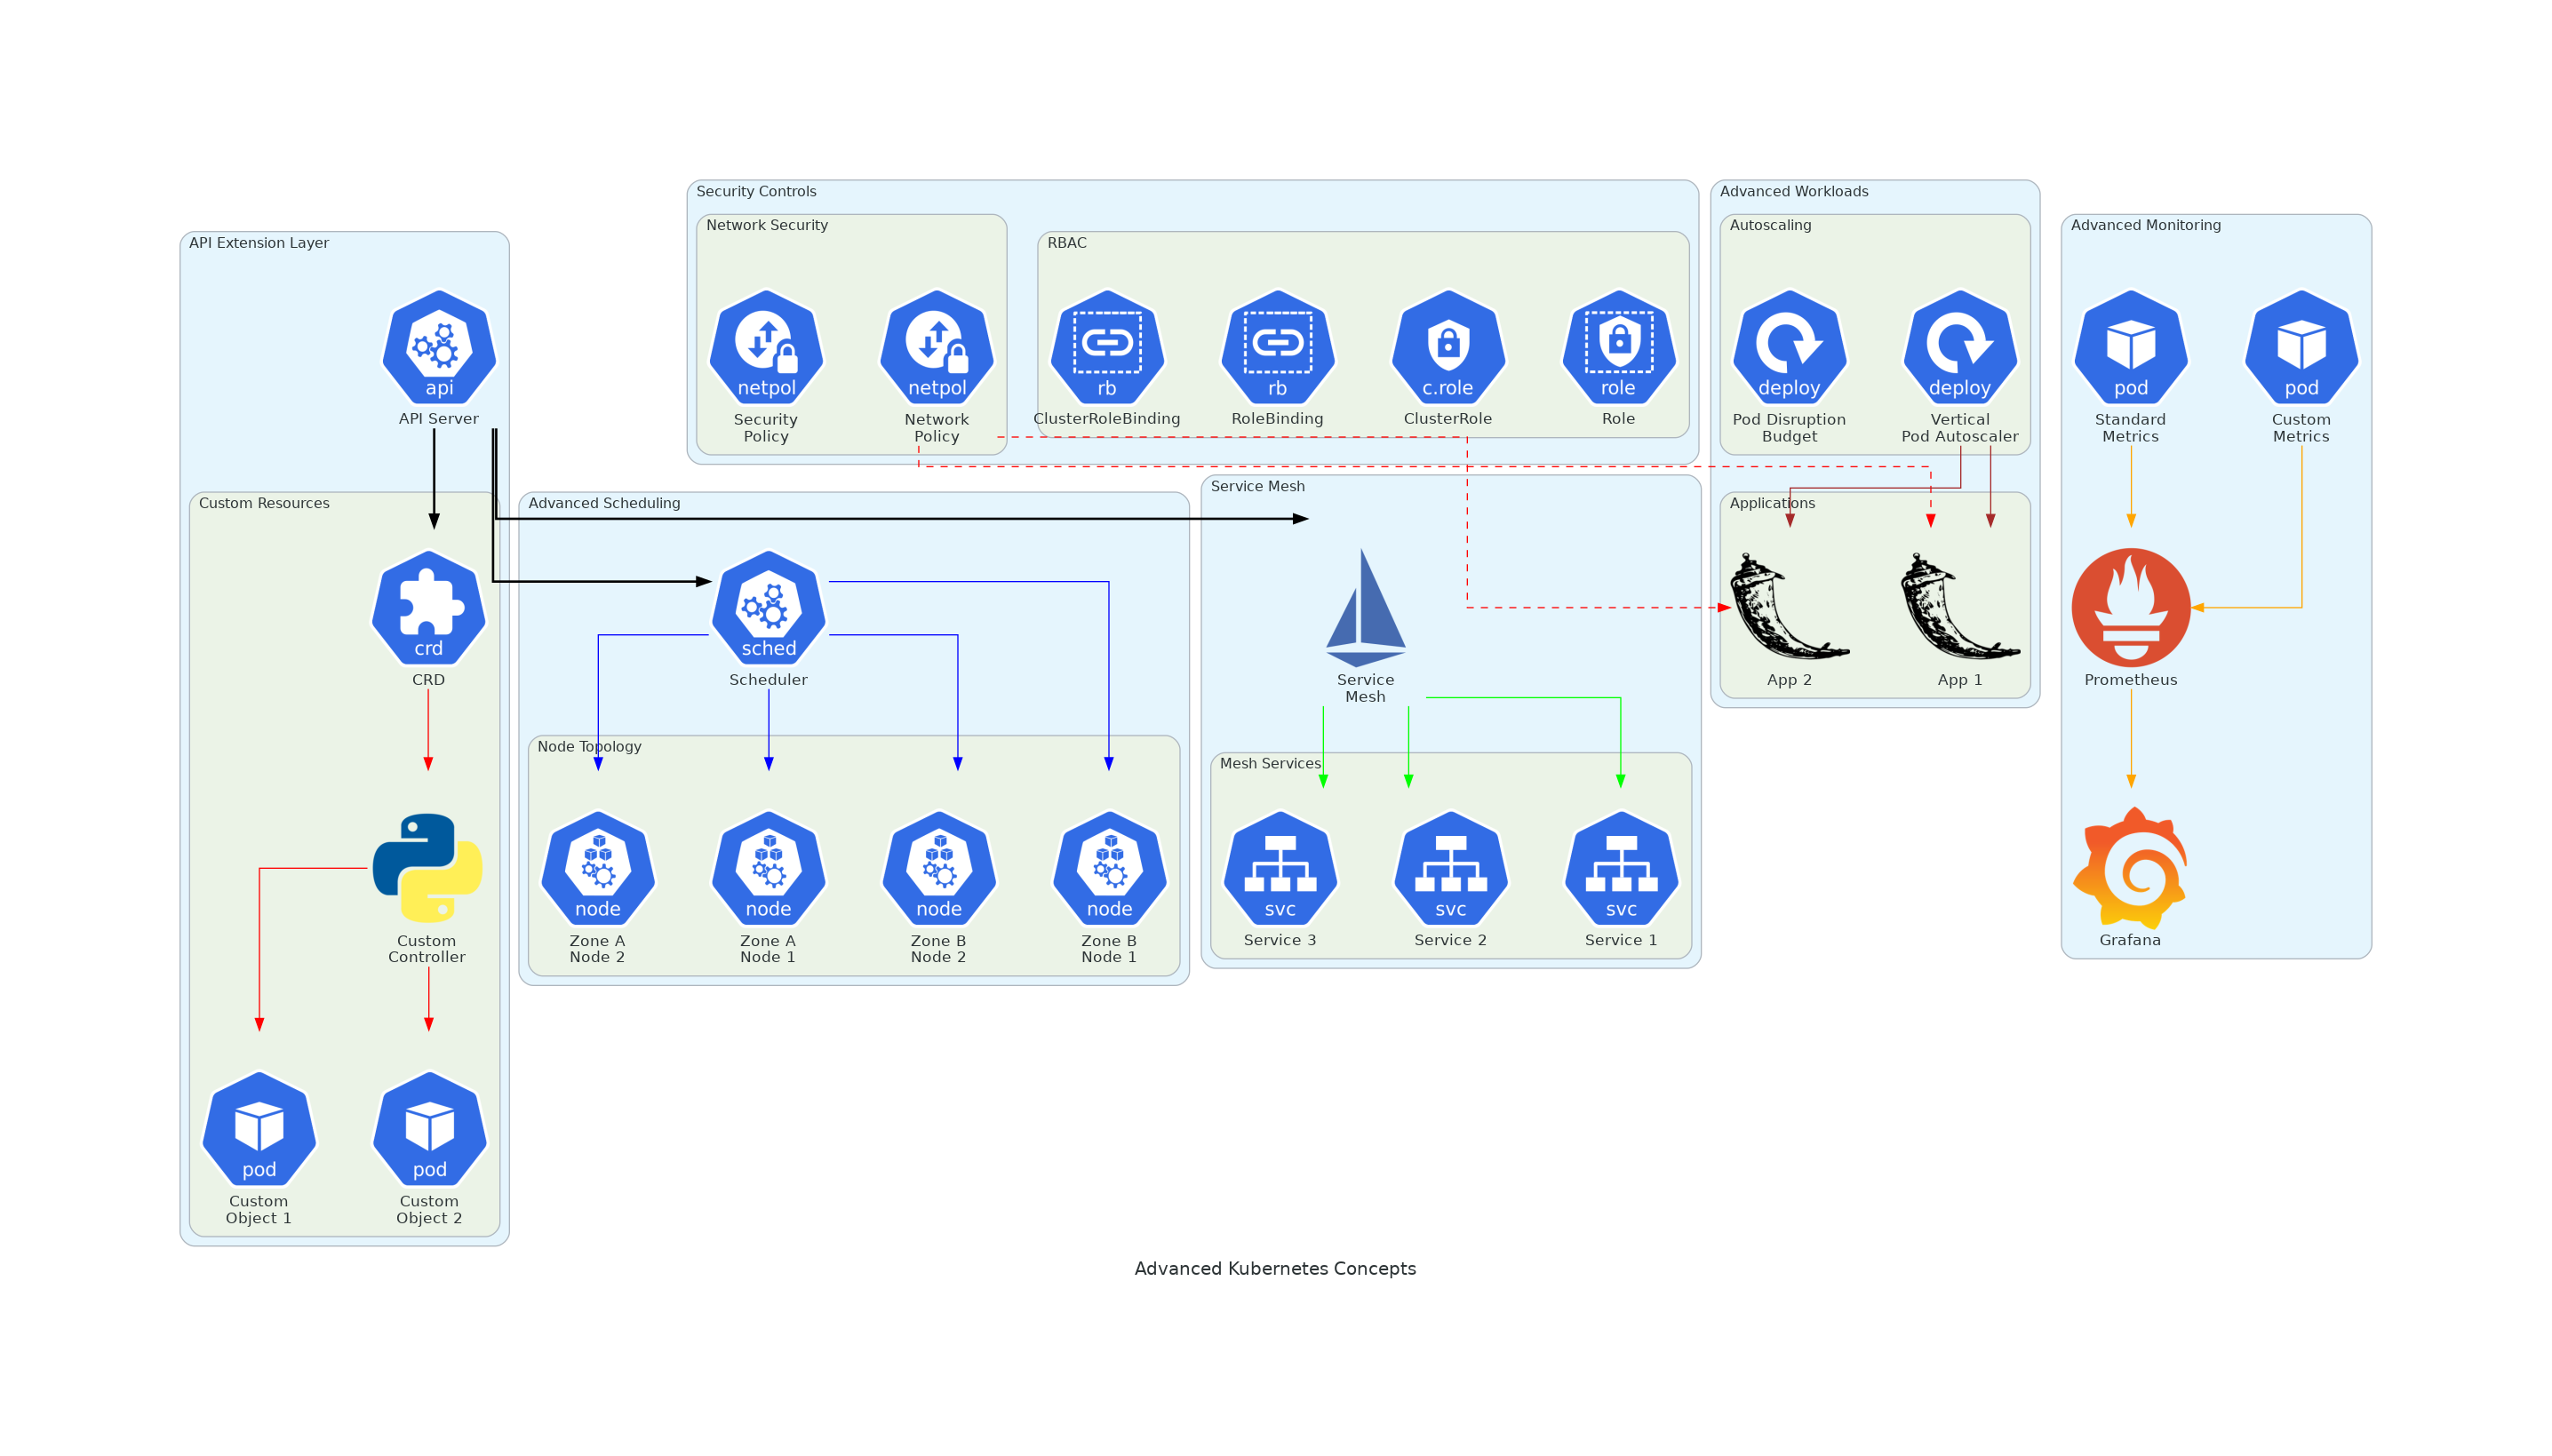 Security Controls
Advanced Workloads
Network Security
Autoscaling
Advanced Monitoring
API Extension Layer
RBAC
api
netpol
netpol
rb
rb
c.role
role
deploy
deploy
pod
pod
API Server
Security
Policy
Network
Policy
ClusterRoleBinding
RoleBinding
ClusterRole
Role
Pod Disruption
Budget
Vertical
Pod Autoscaler
Standard
Metrics
Custom
Metrics
Service Mesh
Custom Resources
Advanced Scheduling
Applications
crd
sched
CRD
Scheduler
Service
Mesh
App 2
App 1
Prometheus
Node Topology
Mesh Services
node
node
node
node
svc
svc
svc
Custom
Controller
Zone A
Node 2
Zone A
Node 1
Zone B
Node 2
Zone B
Node 1
Service 3
Service 2
Service 1
Grafana
pod
pod
Custom
Object 1
Custom
Object 2
Advanced Kubernetes Concepts